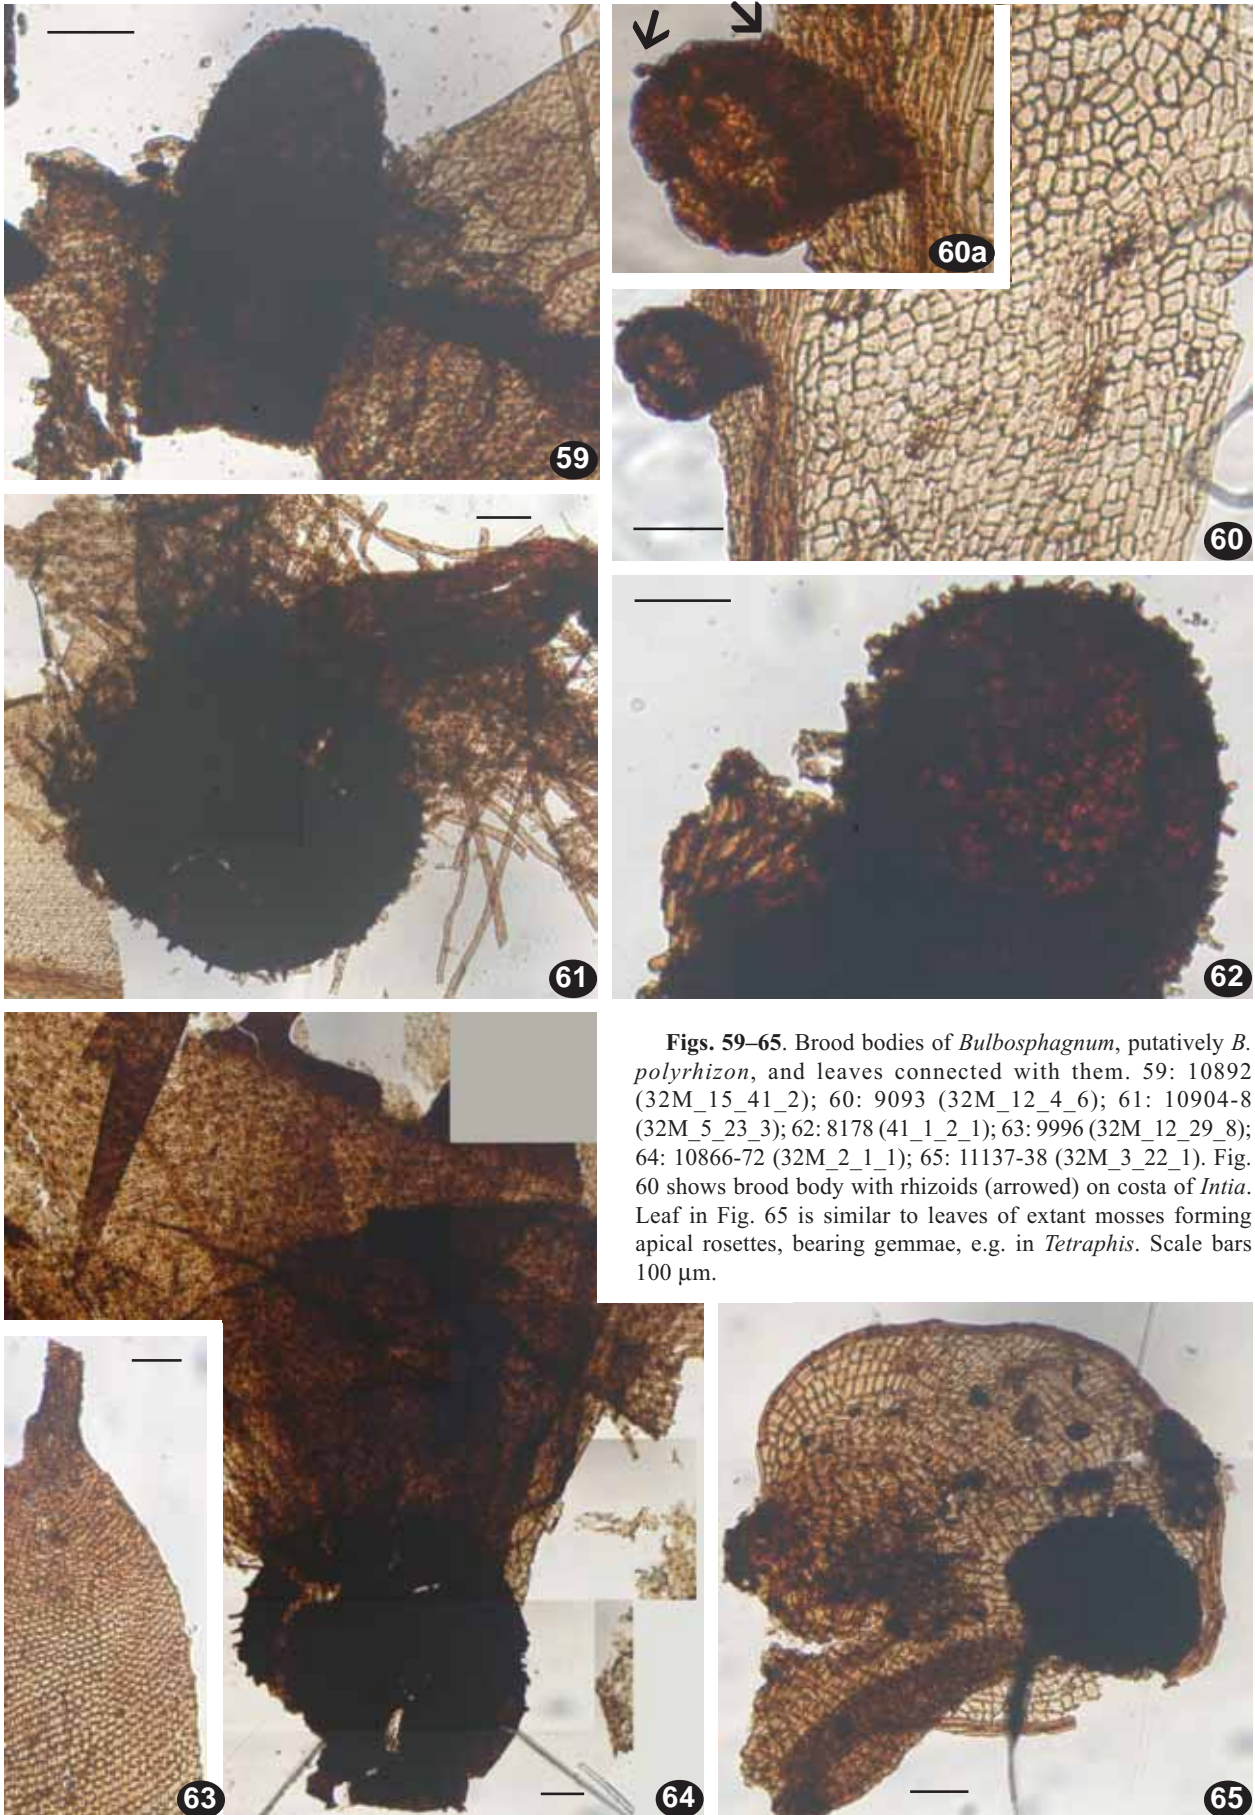 59
60a
60
61
62
Figs. 59–65. Brood bodies of Bulbosphagnum, putatively B.
polyrhizon, and leaves connected with them. 59: 10892
(32M_15_41_2); 60: 9093 (32M_12_4_6); 61: 10904-8
(32M_5_23_3); 62: 8178 (41_1_2_1); 63: 9996 (32M_12_29_8);
64: 10866-72 (32M_2_1_1); 65: 11137-38 (32M_3_22_1). Fig.
60 shows brood body with rhizoids (arrowed) on costa of Intia.
Leaf in Fig. 65 is similar to leaves of extant mosses forming
apical rosettes, bearing gemmae, e.g. in Tetraphis. Scale bars
100 µm.
63
64
65